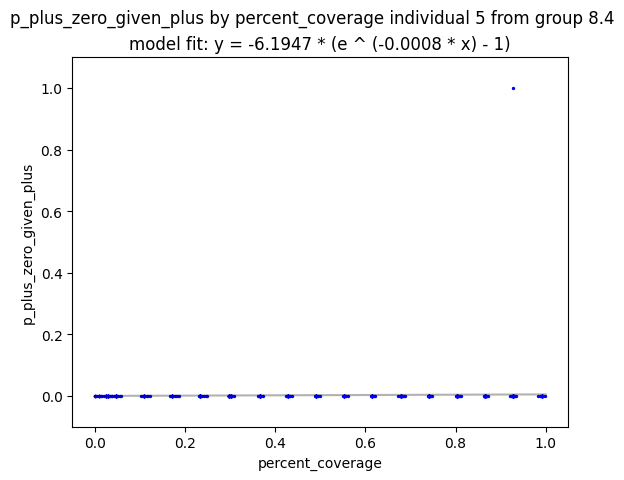 p_plus_zero_given_plus by percent_coverage individual 5 from group 8.4
model fit: y = -6.1947 * (e ^ (-0.0008 * x) - 1)
p_plus_zero_given_plus
1.0
0.8
0.6
0.4
0.2
0.0
0.0 0.2 0.4 0.6 0.8 1.0
percent_coverage